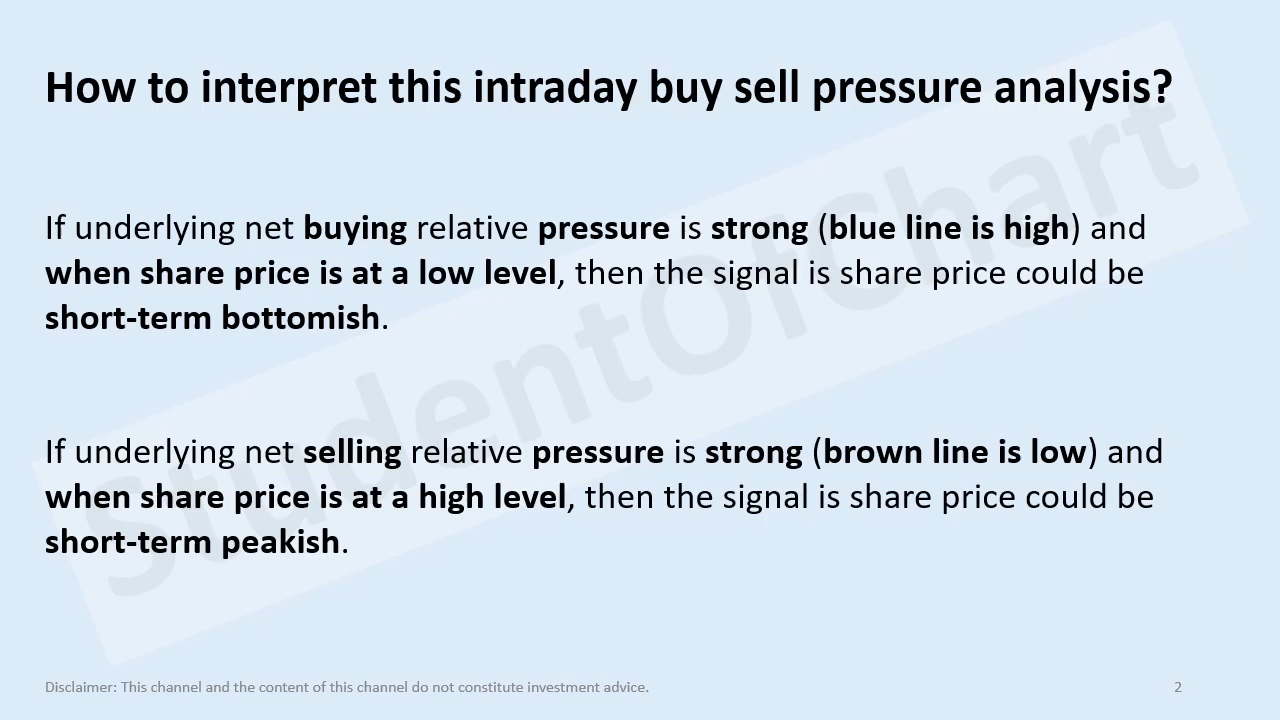 How to interpret this intraday buy sell pressure analysis?
If underlying net buying relative pressure is strong (blue line is high) and
when share price is at a low level, then the signal is share price could be
short-term bottomish.
If underlying net selling relative pressure is strong (brown line is low) and
when share price is at a high level, then the signal is share price could be
short-term peakish.
StudentOfChart
Disclaimer: This channel and the content of this channel do not constitute investment advice.
2